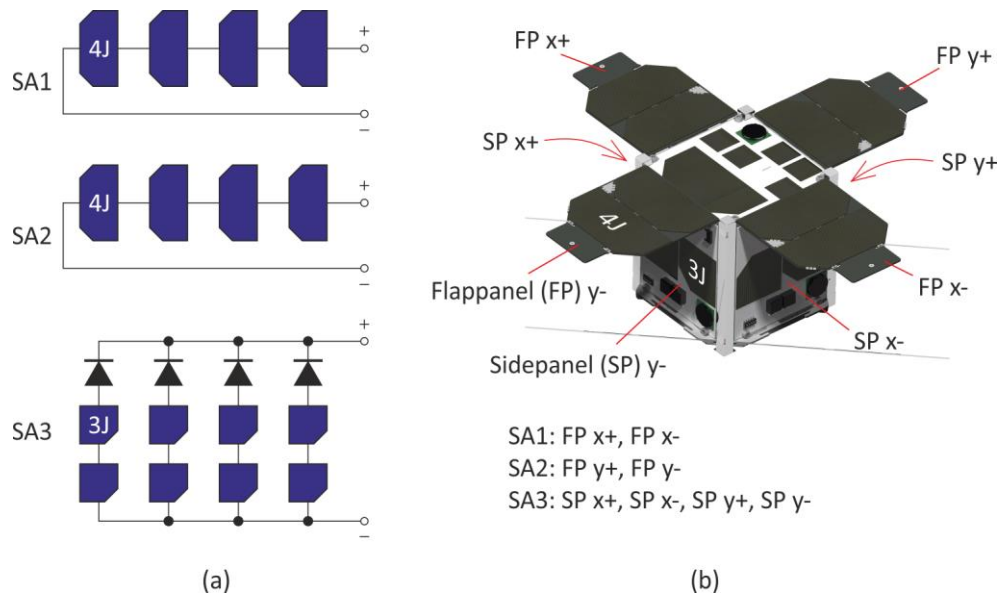 4J
+
SA1
−
4J
+
SA2
−
+
3J
SA3
−
(a)
FP x+
FP y+
SP x+
SP y+
4J
3J
Flappanel (FP) y-
FP x-
SP x-
Sidepanel (SP) y-
SA1: FP x+, FP x-
SA2: FP y+, FP y-
SA3: SP x+, SP x-, SP y+, SP y-
(b)